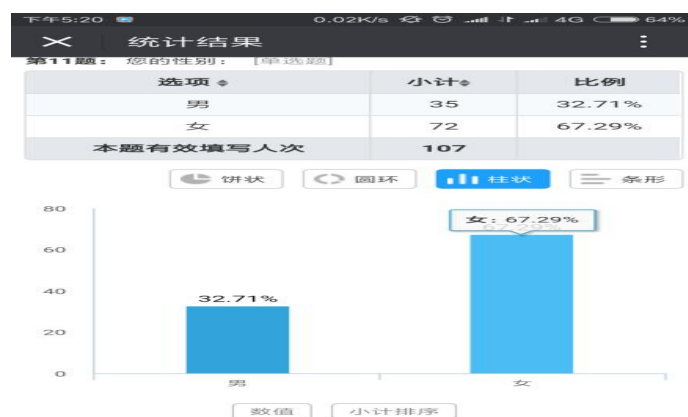 下午5:20 0.02K/s 4G 64%
统计结果
第11题： 您的性别： [单选题]
选项 小计 比例
男 35 32.71%
女 72 67.29%
本题有效填写人次 107
饼状 圆环 柱状 条形
80
女: 67.29%
67.29%
60
40
32.71%
20
0
男 女
数值 小计排序